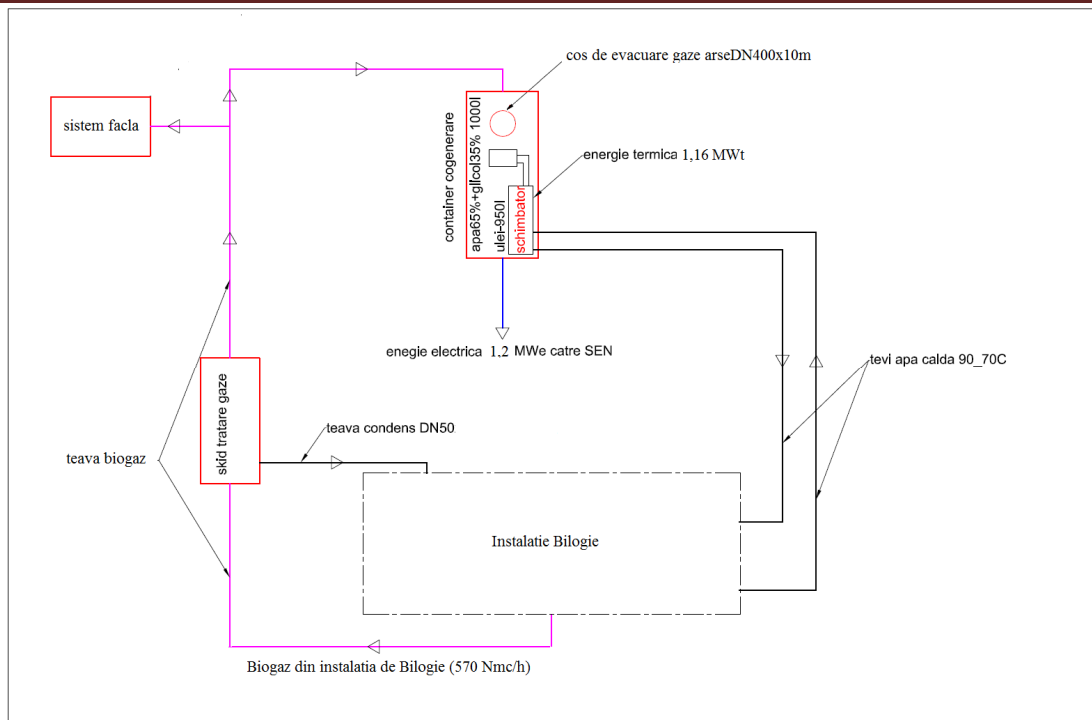 cos de evacuare gaze arseDN400x10m
sistem facla
container cogenerare
apa65%+glicol35% 1000l
ulei-950l
schimbator
energie termica 1,16 MWt
enegie electrica 1,2 MWe catre SEN
tevi apa calda 90_70C
skid tratare gaze
teava condens DN50
teava biogaz
Instalatie Bilogie
Biogaz din instalatia de Bilogie (570 Nmc/h)